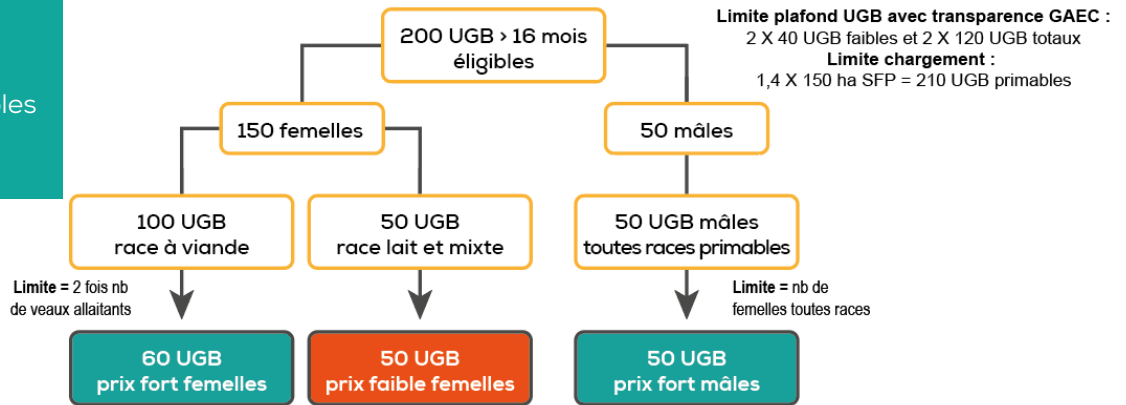 200 UGB > 16 mois
éligibles
Limite plafond UGB avec transparence GAEC :
2 X 40 UGB faibles et 2 X 120 UGB totaux
Limite chargement :
1,4 X 150 ha SFP = 210 UGB primables
150 femelles
50 mâles
100 UGB
race à viande
50 UGB
race lait et mixte
50 UGB mâles
toutes races primables
Limite = 2 fois nb
de veaux allaitants
Limite = nb de
femelles toutes races
60 UGB
prix fort femelles
50 UGB
prix faible femelles
50 UGB
prix fort mâles